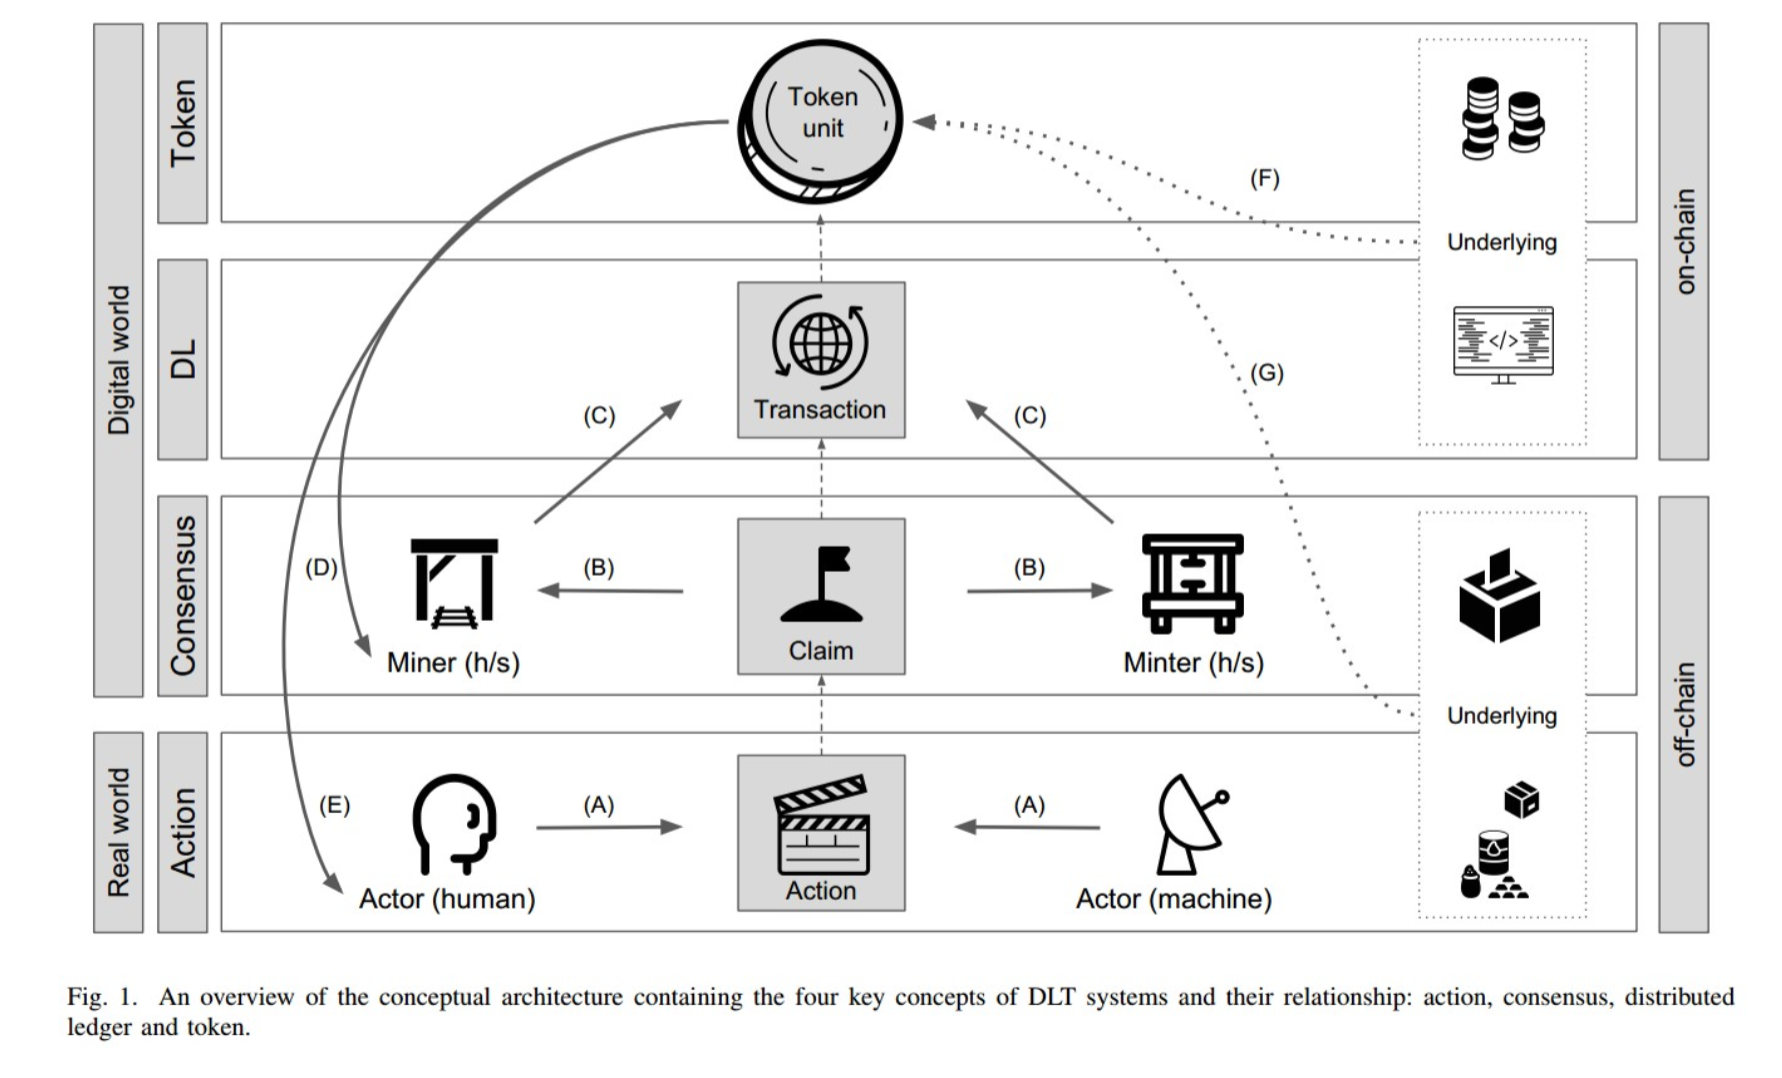 Digital world
Real world
Token
DL
Consensus
Action
on-chain
off-chain
Token
unit
(F)
Underlying
</>
(G)
Transaction
(C)
(C)
(D)
(B)
(B)
Claim
Miner (h/s)
Minter (h/s)
Underlying
(E)
(A)
(A)
Action
Actor (human)
Actor (machine)
Fig. 1. An overview of the conceptual architecture containing the four key concepts of DLT systems and their relationship: action, consensus, distributed
ledger and token.